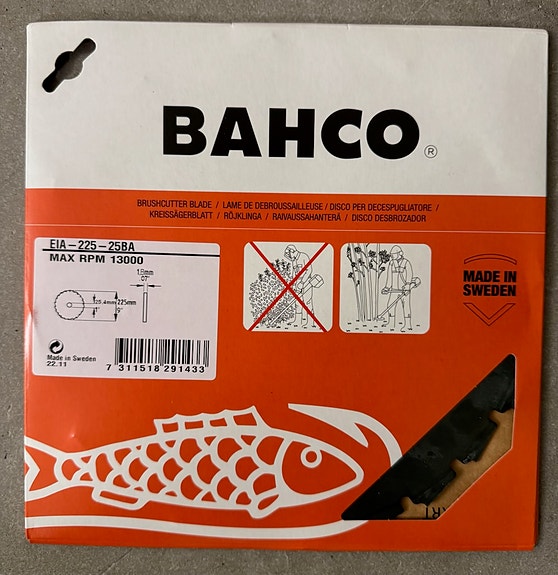 BAHCO®
BRUSHCUTTER BLADE / LAME DE DEBROUSSAILLEUSE / DISCO PER DECESPUGLIATORE /
KREISSÄGERBLATT / RÖJKLINGA / RAIVAUSSAHANTERÄ / DISCO DESBROZADOR
EIA-225-25BA
MAX RPM 13000
1.8mm
.07"
25.4mm
225mm
1"
9"
Made in Sweden
22.11
7 311518 291433
MADE IN
SWEDEN